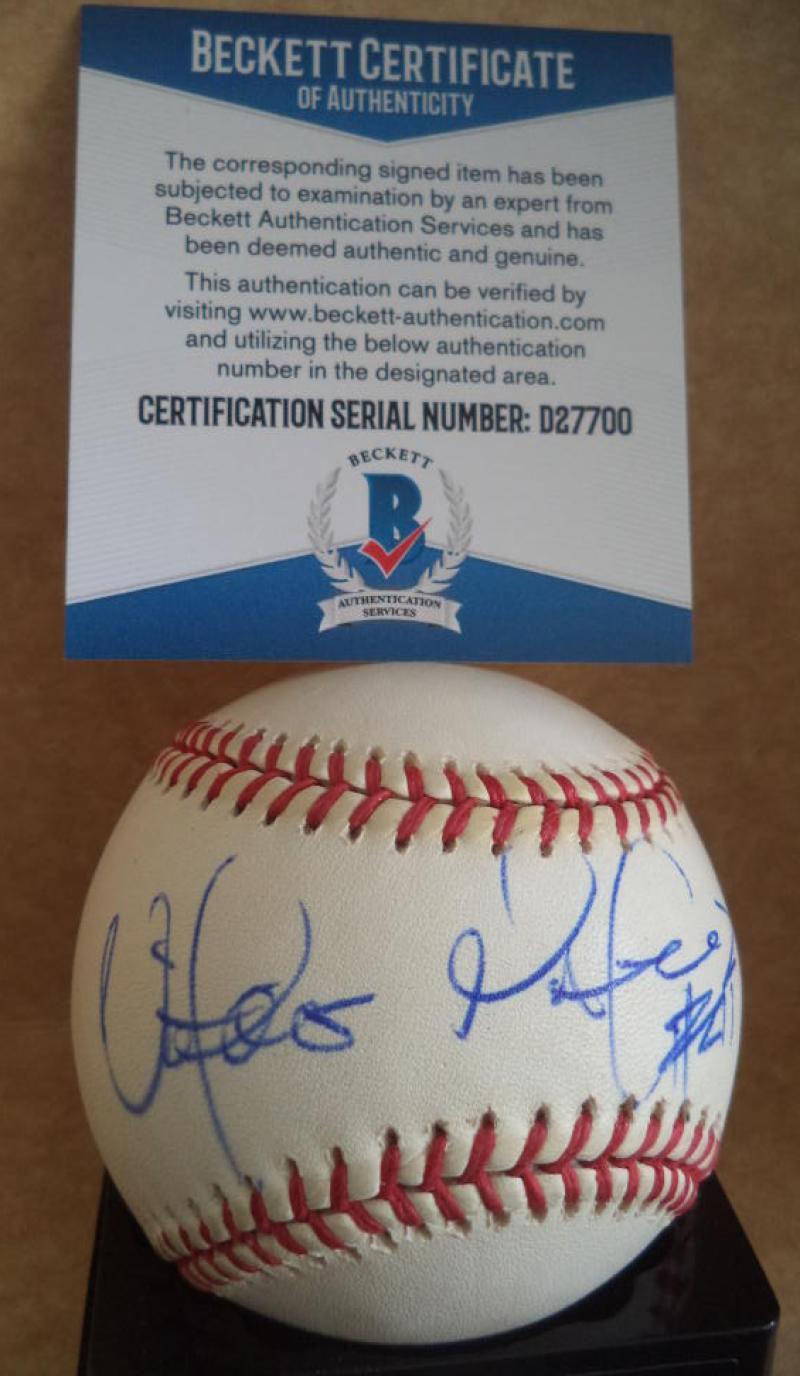 BECKETT CERTIFICATE
OF AUTHENTICITY
The corresponding signed item has been
subjected to examination by an expert from
Beckett Authentication Services and has
been deemed authentic and genuine.
This authentication can be verified by
visiting www.beckett-authentication.com
and utilizing the below authentication
number in the designated area.
CERTIFICATION SERIAL NUMBER: D27700
BECKETT
B
AUTHENTICATION
SERVICES